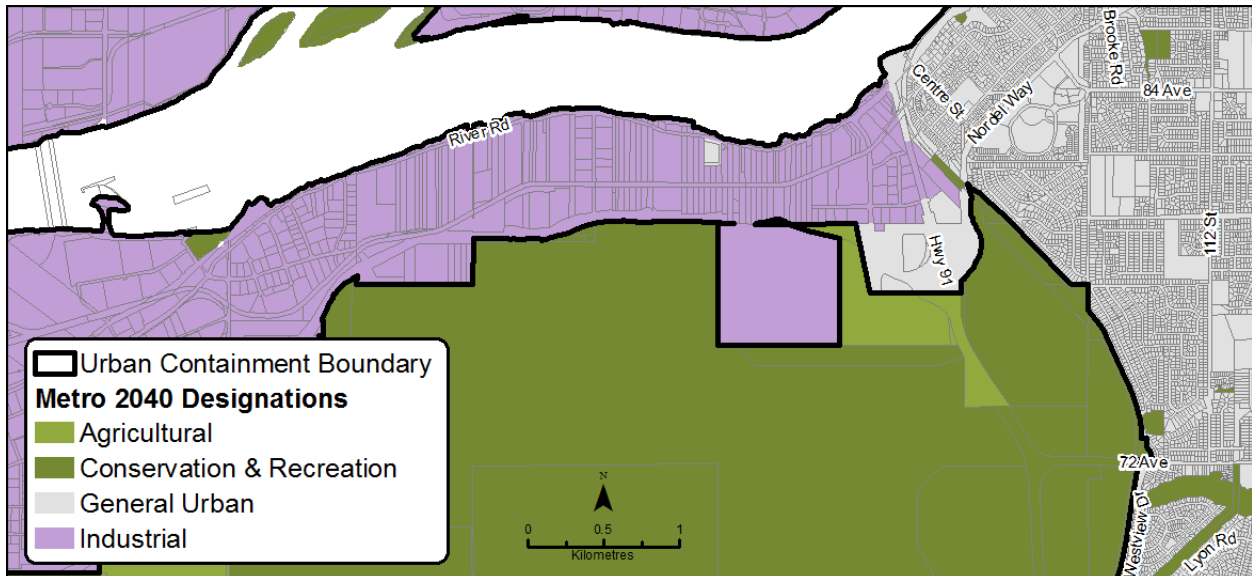 Brooke Rd
Centre St
Nordel Way
84 Ave
River Rd
112 St
Hwy 91
Urban Containment Boundary
Metro 2040 Designations
Agricultural
Conservation & Recreation
General Urban
Industrial
N
0 0.5 1
Kilometres
72 Ave
Westview Dr
Lyon Rd